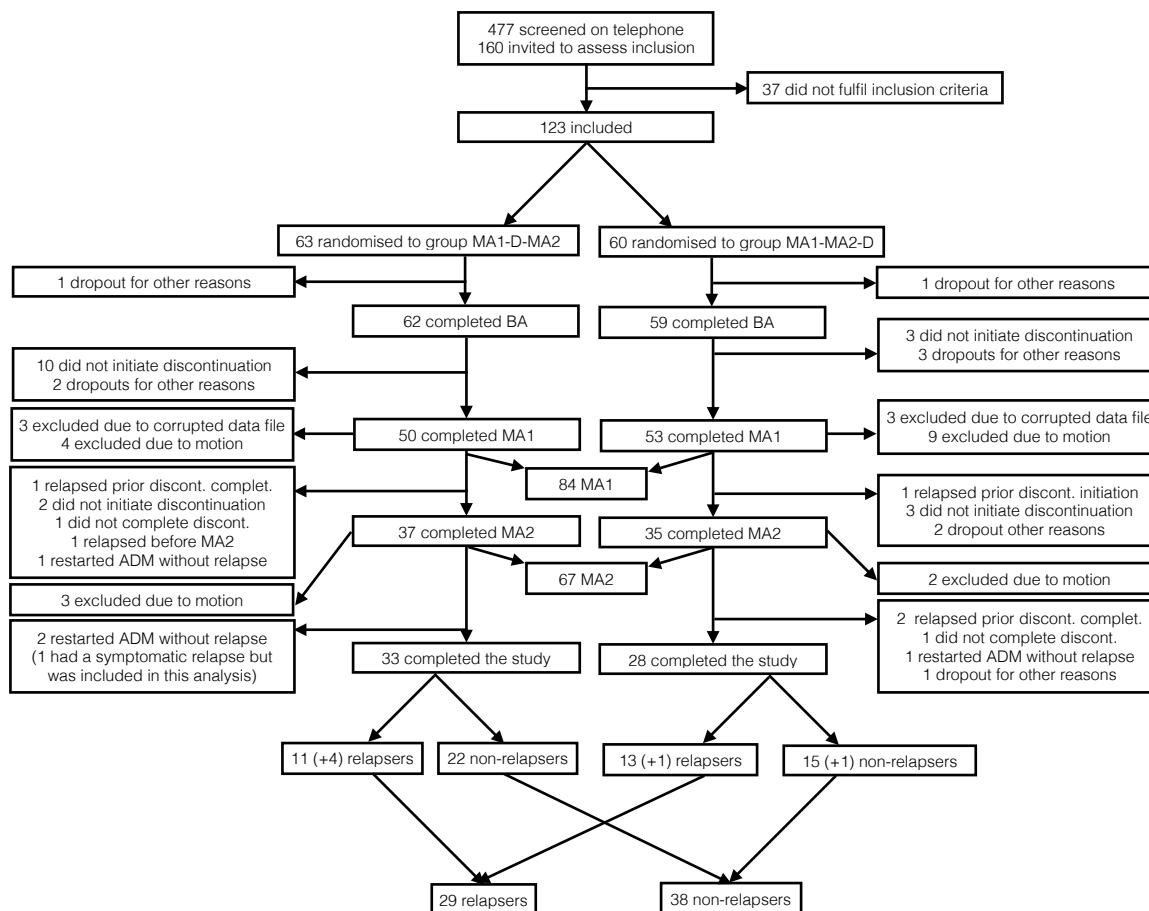 477 screened on telephone
160 invited to assess inclusion
37 did not fulfil inclusion criteria
123 included
63 randomised to group MA1-D-MA2
60 randomised to group MA1-MA2-D
1 dropout for other reasons
1 dropout for other reasons
62 completed BA
59 completed BA
10 did not initiate discontinuation
2 dropouts for other reasons
3 did not initiate discontinuation
3 dropouts for other reasons
3 excluded due to corrupted data file
4 excluded due to motion
50 completed MA1
53 completed MA1
3 excluded due to corrupted data file
9 excluded due to motion
84 MA1
1 relapsed prior discont. complet.
2 did not initiate discontinuation
1 did not complete discont.
1 relapsed before MA2
1 restarted ADM without relapse
1 relapsed prior discont. initiation
3 did not initiate discontinuation
2 dropout other reasons
37 completed MA2
35 completed MA2
67 MA2
3 excluded due to motion
2 excluded due to motion
2 restarted ADM without relapse
(1 had a symptomatic relapse but
was included in this analysis)
2 relapsed prior discont. complet.
1 did not complete discont.
1 restarted ADM without relapse
1 dropout for other reasons
33 completed the study
28 completed the study
11 (+4) relapsers
22 non-relapsers
13 (+1) relapsers
15 (+1) non-relapsers
29 relapsers
38 non-relapsers